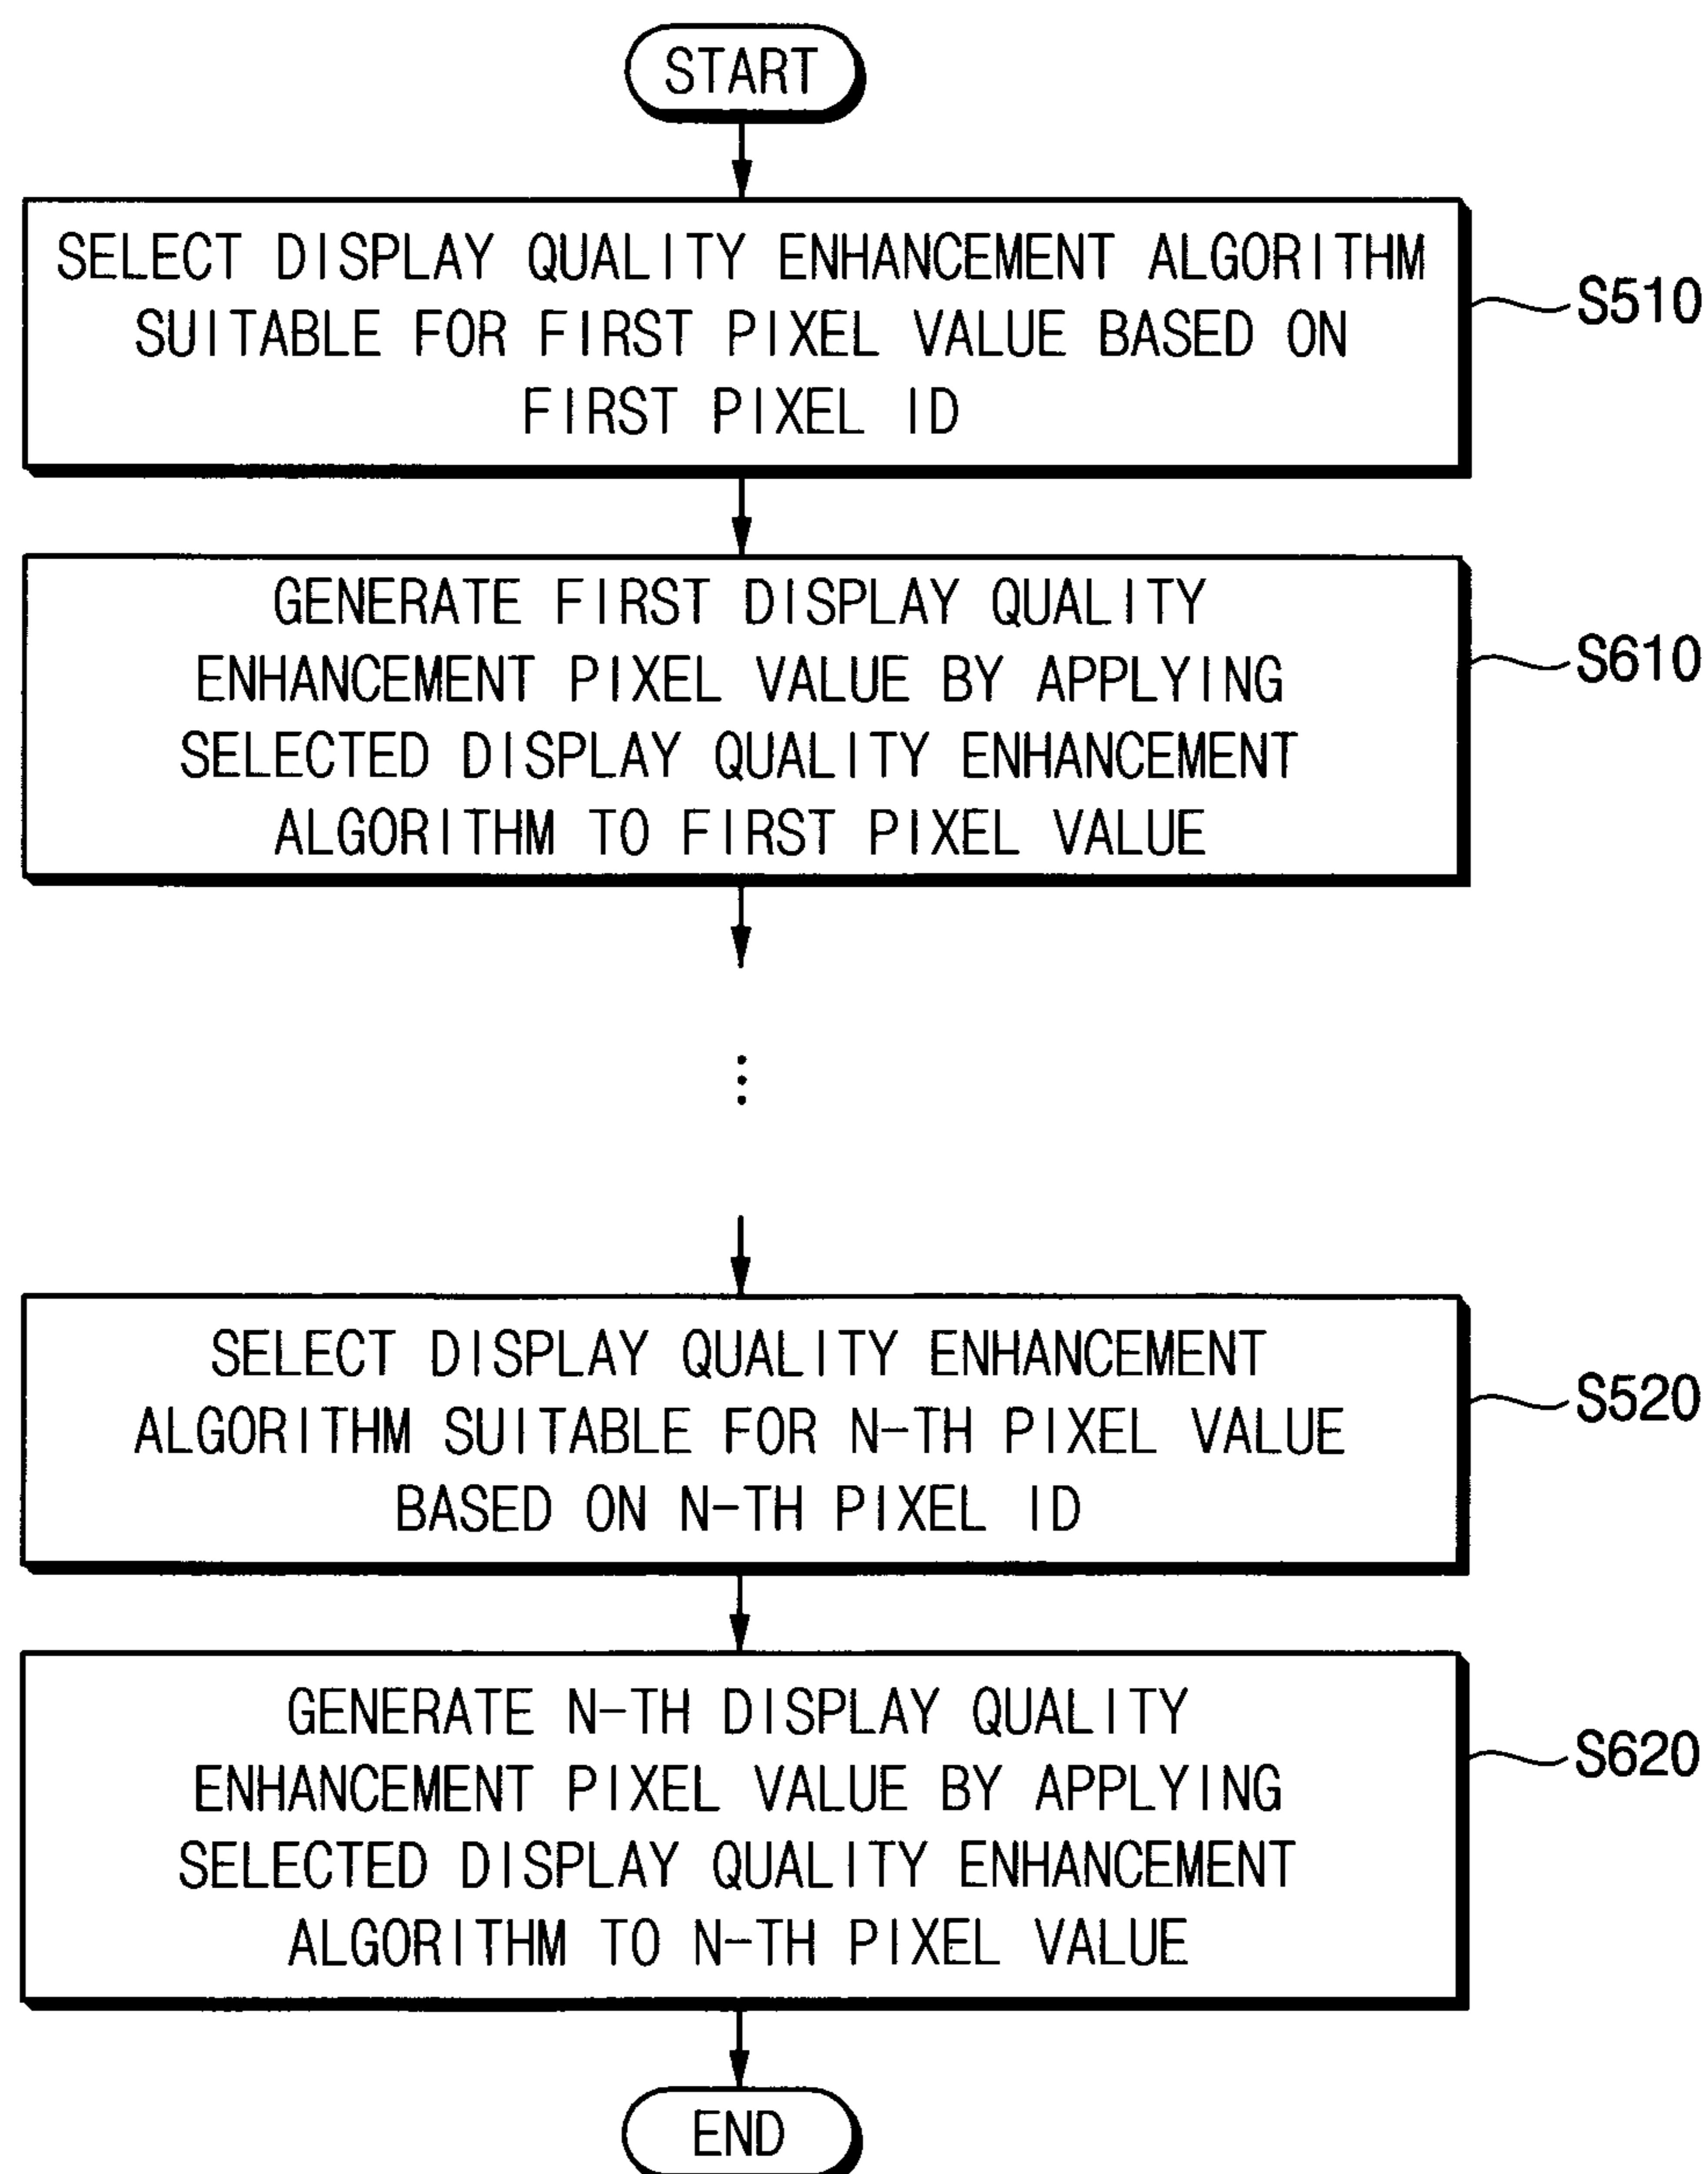 START
SELECT DISPLAY QUALITY ENHANCEMENT ALGORITHM
SUITABLE FOR FIRST PIXEL VALUE BASED ON
FIRST PIXEL ID
S510
GENERATE FIRST DISPLAY QUALITY
ENHANCEMENT PIXEL VALUE BY APPLYING
SELECTED DISPLAY QUALITY ENHANCEMENT
ALGORITHM TO FIRST PIXEL VALUE
S610
SELECT DISPLAY QUALITY ENHANCEMENT
ALGORITHM SUITABLE FOR N-TH PIXEL VALUE
BASED ON N-TH PIXEL ID
S520
GENERATE N-TH DISPLAY QUALITY
ENHANCEMENT PIXEL VALUE BY APPLYING
SELECTED DISPLAY QUALITY ENHANCEMENT
ALGORITHM TO N-TH PIXEL VALUE
S620
END